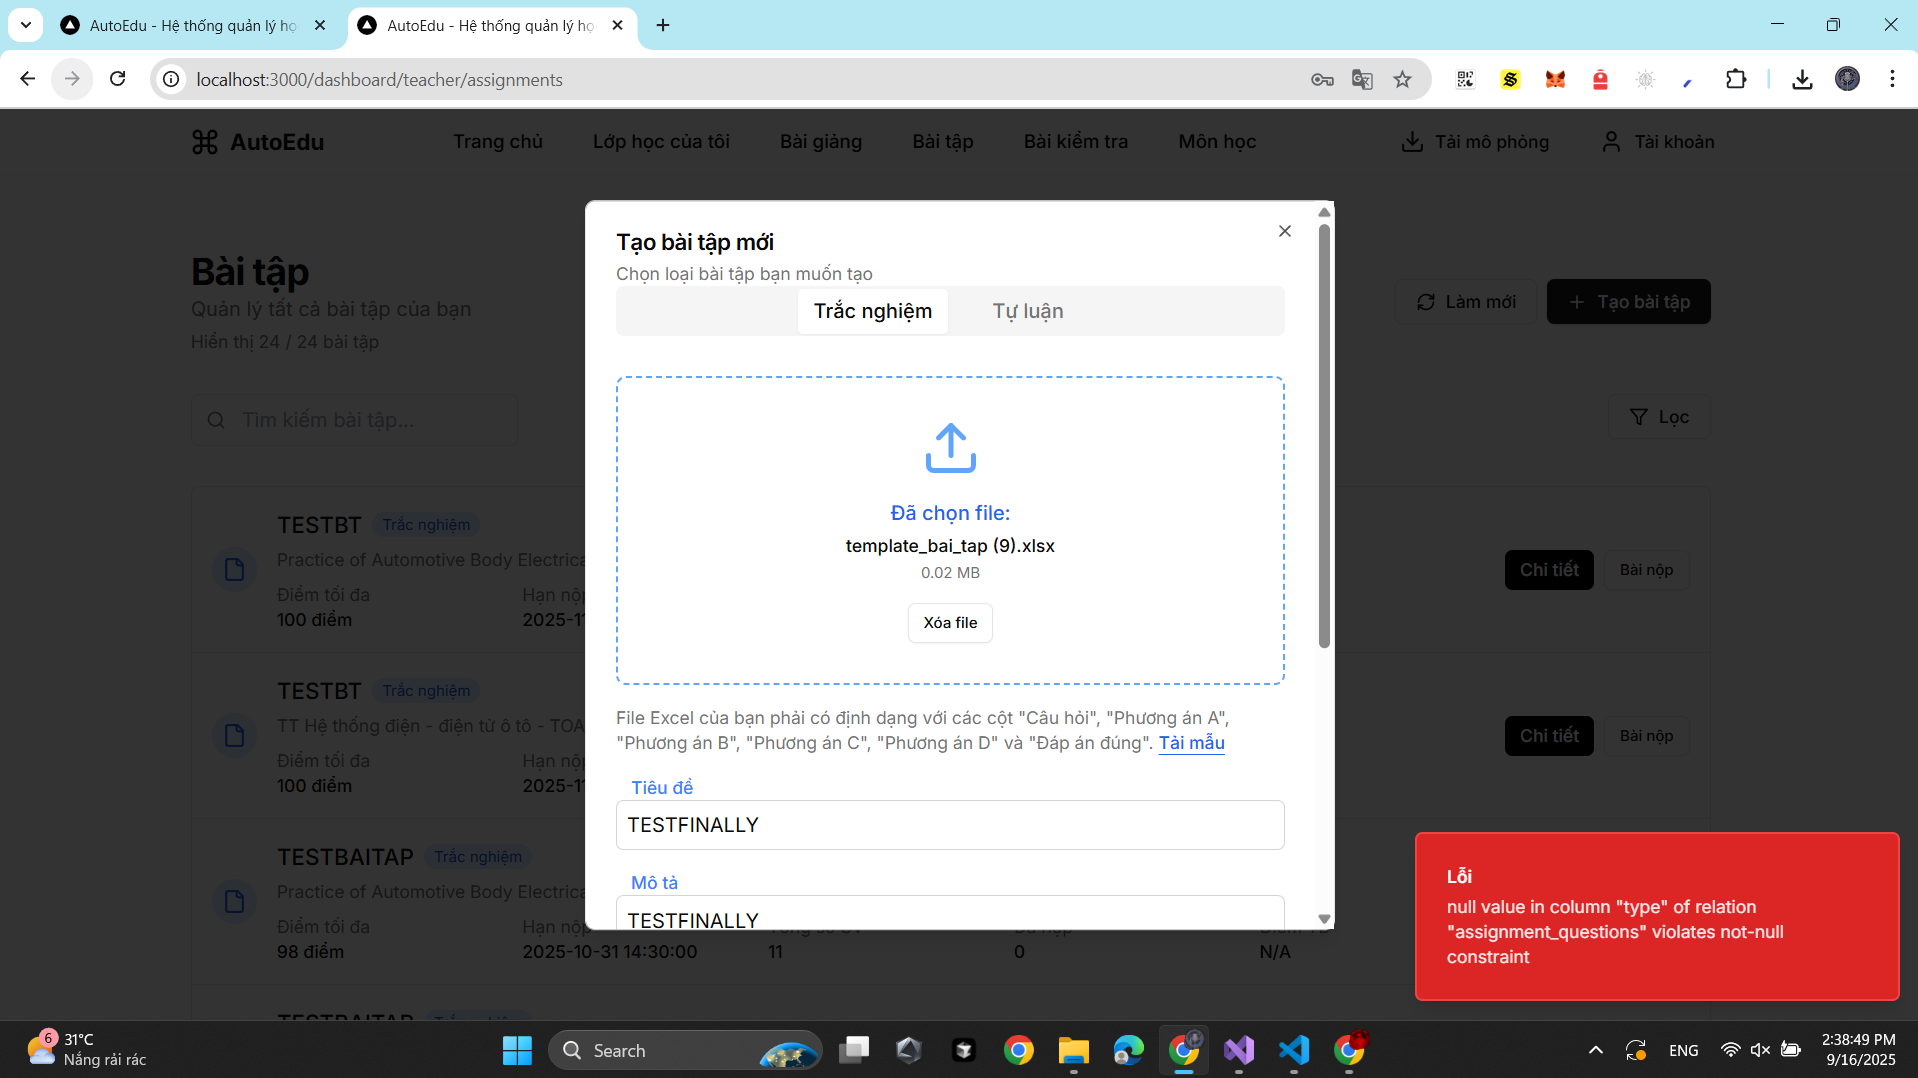 AutoEdu - Hệ thống quản lý họ
AutoEdu - Hệ thống quản lý họ
localhost:3000/dashboard/teacher/assignments
AutoEdu
Trang chủ
Lớp học của tôi
Bài giảng
Bài tập
Bài kiểm tra
Môn học
Tải mô phỏng
Tài khoản
Bài tập
Quản lý tất cả bài tập của bạn
Hiển thị 24 / 24 bài tập
Làm mới
Tạo bài tập
Tìm kiếm bài tập...
Lọc
TESTBT Trắc nghiệm
Practice of Automotive Body Electrica
Điểm tối đa
Hạn nộp
100 điểm
2025-11
Chi tiết
Bài nộp
TESTBT Trắc nghiệm
TT Hệ thống điện - điện tử ô tô - TOA
Điểm tối đa
Hạn nộp
100 điểm
2025-11
Chi tiết
Bài nộp
TESTBAITAP Trắc nghiệm
Practice of Automotive Body Electrica
Điểm tối đa
Hạn nộp
98 điểm
2025-10-31 14:30:00
11
0
N/A
TESTBAITAP
Tạo bài tập mới
Chọn loại bài tập bạn muốn tạo
Trắc nghiệm
Tự luận
Đã chọn file:
template_bai_tap (9).xlsx
0.02 MB
Xóa file
File Excel của bạn phải có định dạng với các cột "Câu hỏi", "Phương án A",
"Phương án B", "Phương án C", "Phương án D" và "Đáp án đúng". Tải mẫu
Tiêu đề
TESTFINALLY
Mô tả
TESTFINALLY
Lỗi
null value in column "type" of relation
"assignment_questions" violates not-null
constraint
6
31°C
Nắng rải rác
Search
ENG
2:38:49 PM
9/16/2025